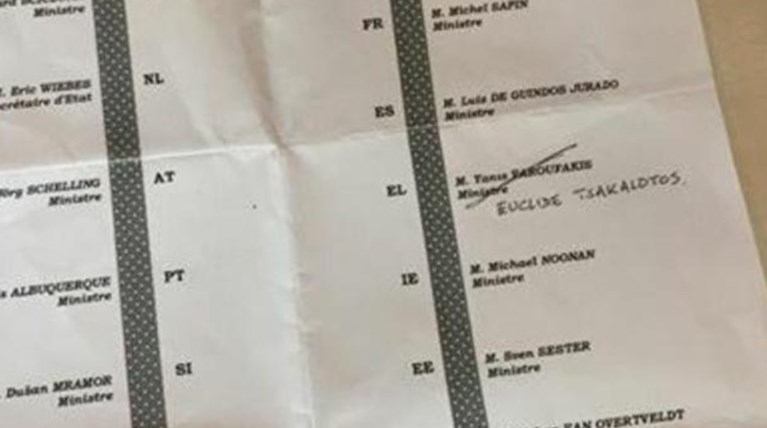 Ministre
FR
M. Michel SAPIN
Ministre
Eric WIEBES
crétaire d'Etat
NL
ES
M. Luis DE GUINDOS JURADO
Ministre
Jörg SCHELLING
Ministre
AT
EL
M. Yanis VAROUFAKIS
Ministre
EUCLIDE TSAKALOTOS.
ALBUQUERQUE
Ministre
PT
IE
M. Michael NOONAN
Ministre
Dušan MRAMOR
Ministre
SI
EE
M. Sven SESTER
Ministre
VAN OVERTVELDT